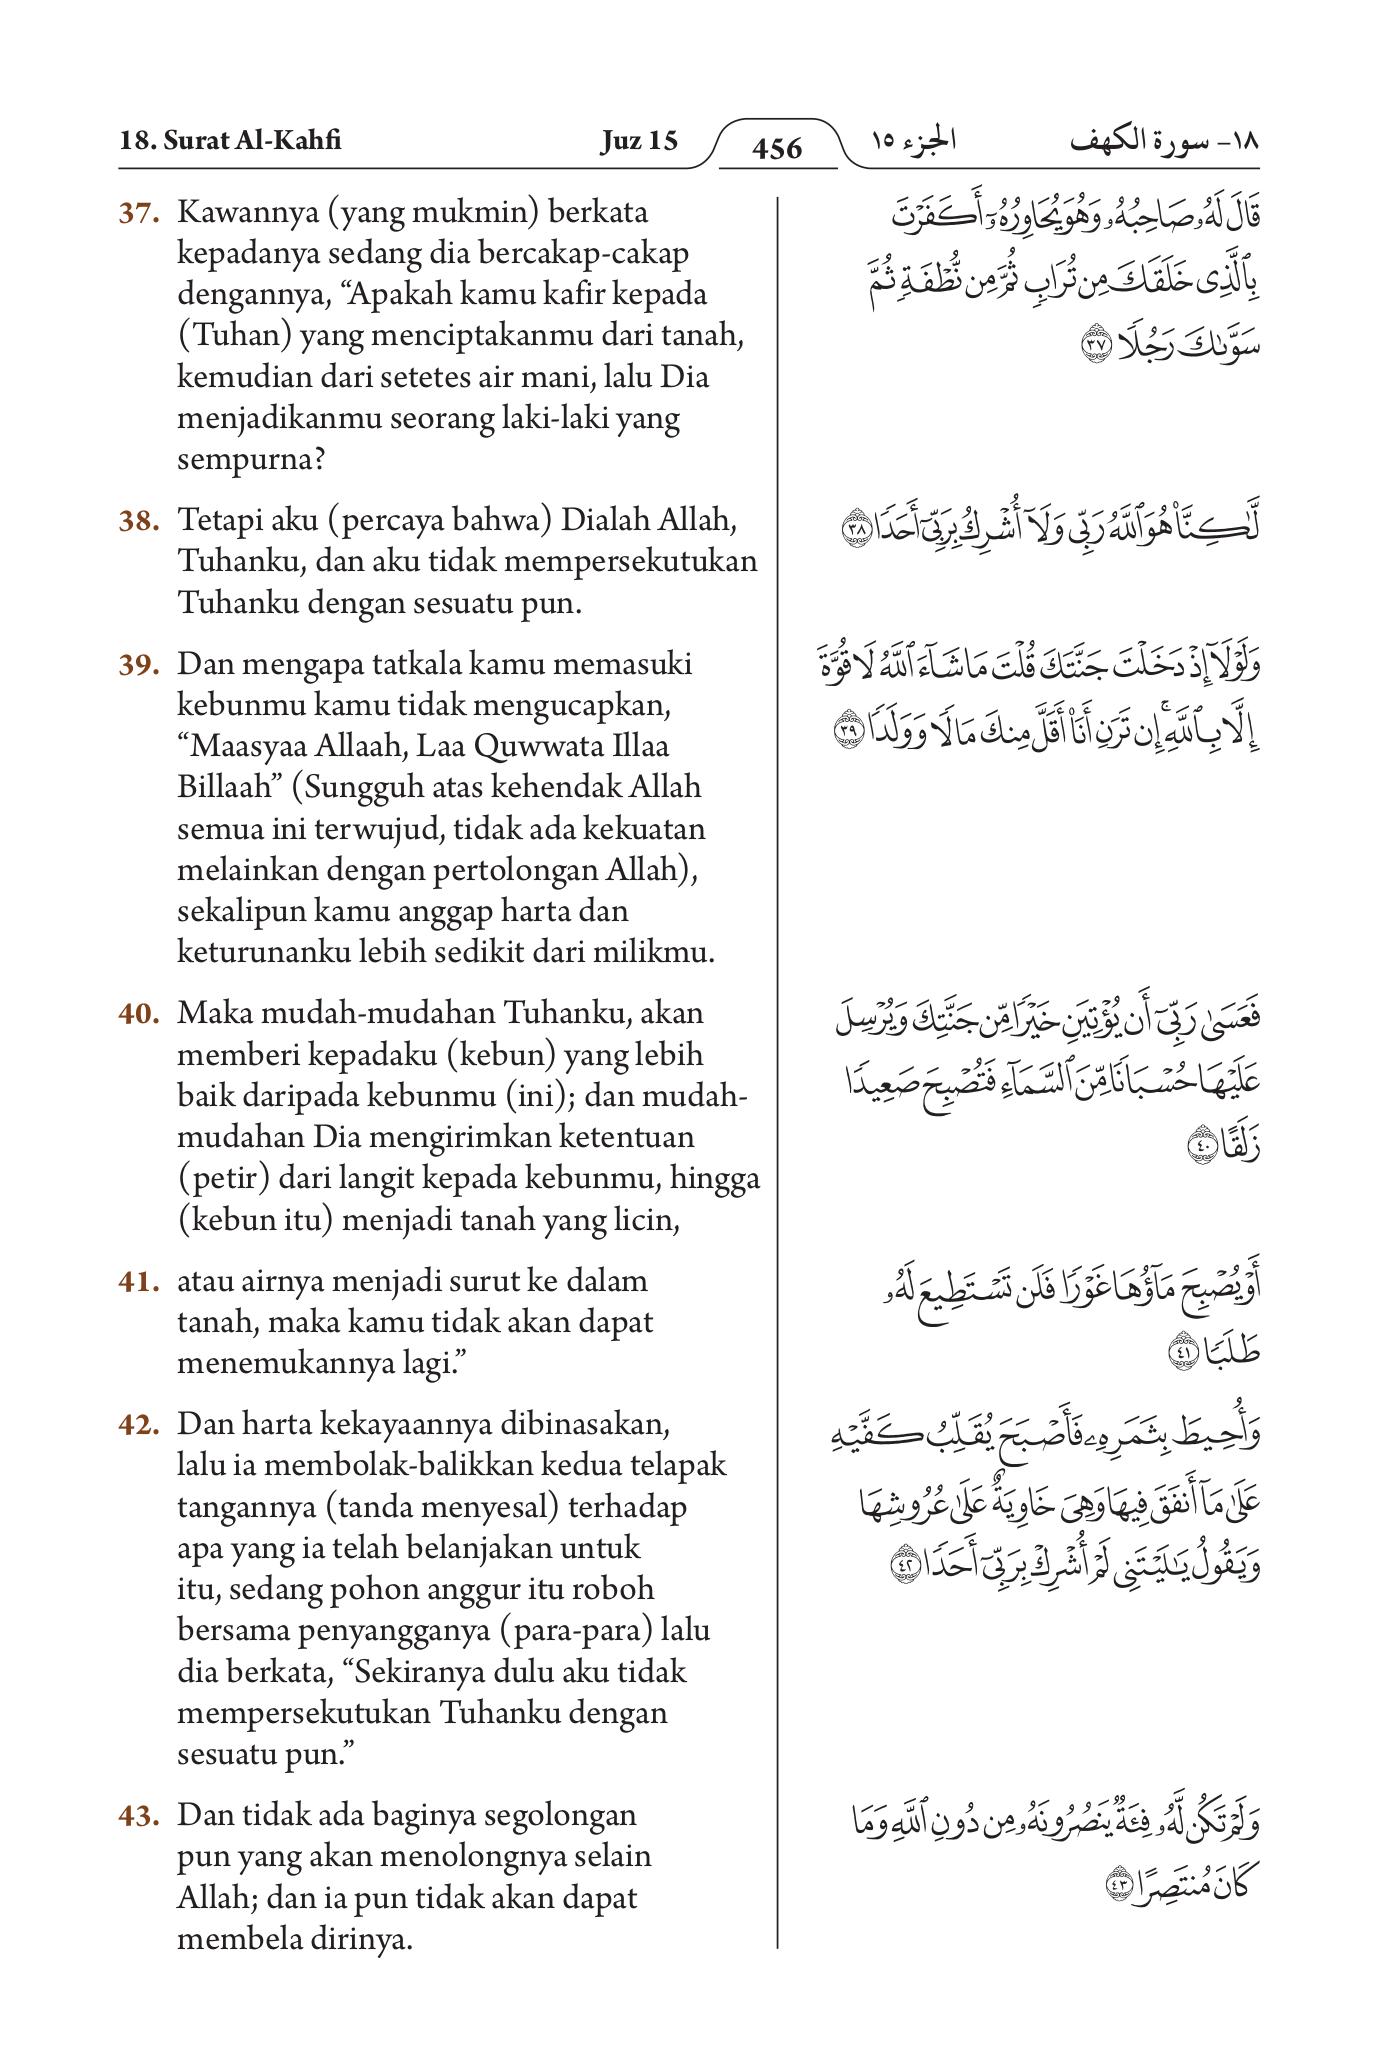 18. Surat Al-Kahfi
Juz 15
456
الجزء ١٥
١٨- سورة الكهف
37. Kawannya (yang mukmin) berkata
kepadanya sedang dia bercakap-cakap
dengannya, “Apakah kamu kafir kepada
(Tuhan) yang menciptakanmu dari tanah,
kemudian dari setetes air mani, lalu Dia
menjadikanmu seorang laki-laki yang
sempurna?
قَالَ لَهُۥ صَاحِبُهُۥ وَهُوَ يُحَاوِرُهُۥٓ أَكَفَرۡتَ
بِٱلَّذِى خَلَقَكَ مِن تُرَابٖ ثُمَّ مِن نُّطۡفَةٖ ثُمَّ
سَوَّىٰكَ رَجُلٗا ٣٧
38. Tetapi aku (percaya bahwa) Dialah Allah,
Tuhanku, dan aku tidak mempersekutukan
Tuhanku dengan sesuatu pun.
لَّٰكِنَّا۠ هُوَ ٱللَّهُ رَبِّى وَلَآ أُشۡرِكُ بِرَبِّىٓ أَحَدٗا ٣٨
39. Dan mengapa tatkala kamu memasuki
kebunmu kamu tidak mengucapkan,
“Maasyaa Allaah, Laa Quwwata Illaa
Billaah” (Sungguh atas kehendak Allah
semua ini terwujud, tidak ada kekuatan
melainkan dengan pertolongan Allah),
sekalipun kamu anggap harta dan
keturunanku lebih sedikit dari milikmu.
وَلَوۡلَآ إِذۡ دَخَلۡتَ جَنَّتَكَ قُلۡتَ مَا شَآءَ ٱللَّهُ لَا قُوَّةَ
إِلَّا بِٱللَّهِۚ إِن تَرَنِ أَنَا۠ أَقَلَّ مِنكَ مَالٗا وَوَلَدٗا ٣٩
40. Maka mudah-mudahan Tuhanku, akan
memberi kepadaku (kebun) yang lebih
baik daripada kebunmu (ini); dan mudah-
mudahan Dia mengirimkan ketentuan
(petir) dari langit kepada kebunmu, hingga
(kebun itu) menjadi tanah yang licin,
فَعَسَىٰ رَبِّىٓ أَن يُؤۡتِيَنِ خَيۡرٗا مِّن جَنَّتِكَ وَيُرۡسِلَ
عَلَيۡهَا حُسۡبَانٗا مِّنَ ٱلسَّمَآءِ فَتُصۡبِحَ صَعِيدٗا
زَلَقًا ٤٠
41. atau airnya menjadi surut ke dalam
tanah, maka kamu tidak akan dapat
menemukannya lagi.”
أَوۡ يُصۡبِحَ مَآؤُهَا غَوۡرٗا فَلَن تَسۡتَطِيعَ لَهُۥ
طَلَبٗا ٤١
42. Dan harta kekayaannya dibinasakan,
lalu ia membolak-balikkan kedua telapak
tangannya (tanda menyesal) terhadap
apa yang ia telah belanjakan untuk
itu, sedang pohon anggur itu roboh
bersama penyangganya (para-para) lalu
dia berkata, “Sekiranya dulu aku tidak
mempersekutukan Tuhanku dengan
sesuatu pun.”
وَأُحِيطَ بِثَمَرِهِۦ فَأَصۡبَحَ يُقَلِّبُ كَفَّيۡهِ
عَلَىٰ مَآ أَنفَقَ فِيهَا وَهِىَ خَاوِيَةٌ عَلَىٰ عُرُوشِهَا
وَيَقُولُ يَٰلَيۡتَنِى لَمۡ أُشۡرِكۡ بِرَبِّىٓ أَحَدٗا ٤٢
43. Dan tidak ada baginya segolongan
pun yang akan menolongnya selain
Allah; dan ia pun tidak akan dapat
membela dirinya.
وَلَمۡ تَكُن لَّهُۥ فِئَةٞ يَنصُرُونَهُۥ مِن دُونِ ٱللَّهِ وَمَا
كَانَ مُنتَصِرًا ٤٣